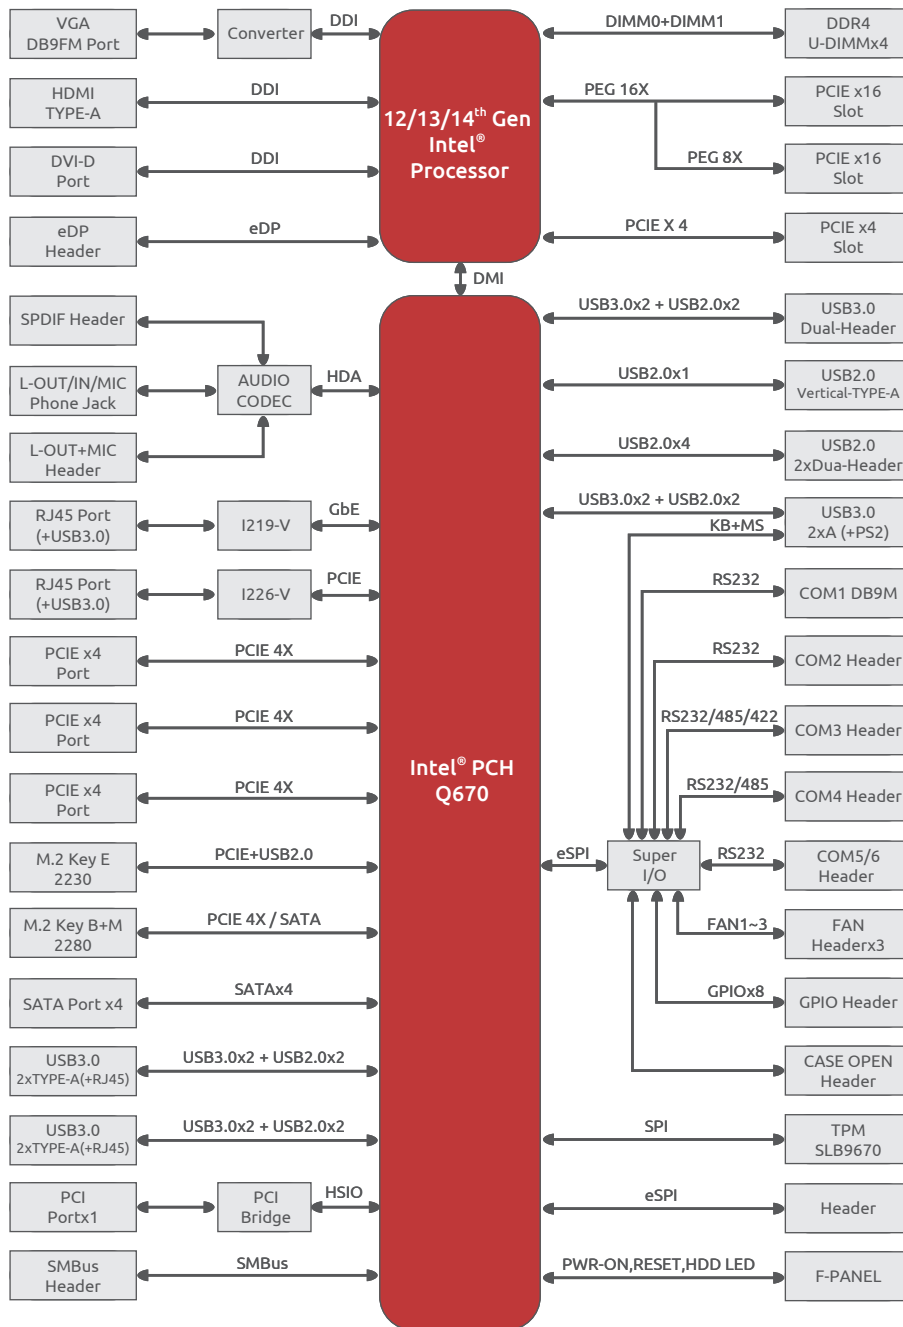 VGA
DB9FM Port
Converter
DDI
HDMI
TYPE-A
DDI
DVI-D
Port
DDI
eDP
Header
eDP
12/13/14th Gen
Intel®
Processor
DIMM0+DIMM1
DDR4
U-DIMMx4
PEG 16X
PCIE x16
Slot
PEG 8X
PCIE x16
Slot
PCIE X 4
PCIE x4
Slot
DMI
SPDIF Header
L-OUT/IN/MIC
Phone Jack
AUDIO
CODEC
HDA
L-OUT+MIC
Header
RJ45 Port
(+USB3.0)
I219-V
GbE
RJ45 Port
(+USB3.0)
I226-V
PCIE
PCIE x4
Port
PCIE 4X
PCIE x4
Port
PCIE 4X
PCIE x4
Port
PCIE 4X
M.2 Key E
2230
PCIE+USB2.0
M.2 Key B+M
2280
PCIE 4X / SATA
SATA Port x4
SATAx4
USB3.0
2xTYPE-A(+RJ45)
USB3.0x2 + USB2.0x2
USB3.0
2xTYPE-A(+RJ45)
USB3.0x2 + USB2.0x2
PCI
Portx1
PCI
Bridge
HSIO
SMBus
Header
SMBus
Intel® PCH
Q670
USB3.0x2 + USB2.0x2
USB3.0
Dual-Header
USB2.0x1
USB2.0
Vertical-TYPE-A
USB2.0x4
USB2.0
2xDua-Header
USB3.0x2 + USB2.0x2
KB+MS
USB3.0
2xA (+PS2)
RS232
COM1 DB9M
RS232
COM2 Header
RS232/485/422
COM3 Header
RS232/485
COM4 Header
eSPI
Super
I/O
RS232
COM5/6
Header
FAN1~3
FAN
Headerx3
GPIOx8
GPIO Header
CASE OPEN
Header
SPI
TPM
SLB9670
eSPI
Header
PWR-ON,RESET,HDD LED
F-PANEL